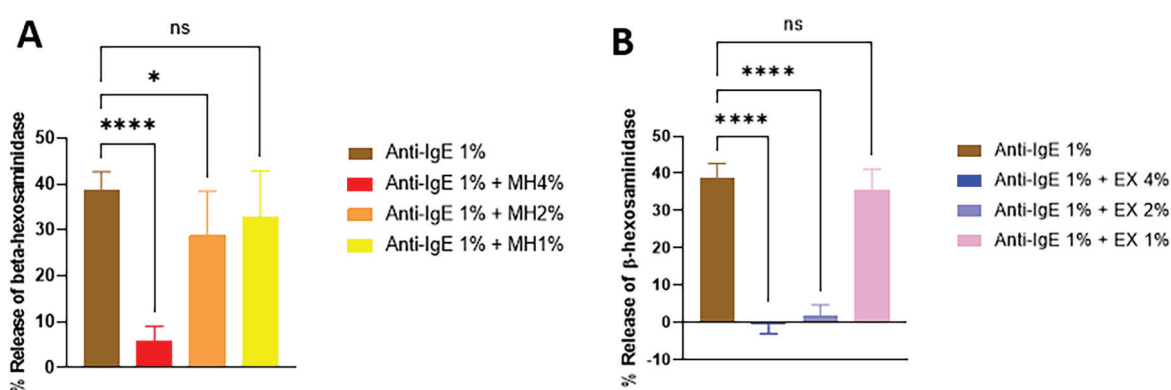 A
ns
*
****
% Release of beta-hexosaminidase
50
40
30
20
10
0
Anti-IgE 1%
Anti-IgE 1% + MH4%
Anti-IgE 1% + MH2%
Anti-IgE 1% + MH1%
B
ns
****
****
% Release of β-hexosaminidase
50
40
30
20
10
0
-10
Anti-IgE 1%
Anti-IgE 1% + EX 4%
Anti-IgE 1% + EX 2%
Anti-IgE 1% + EX 1%